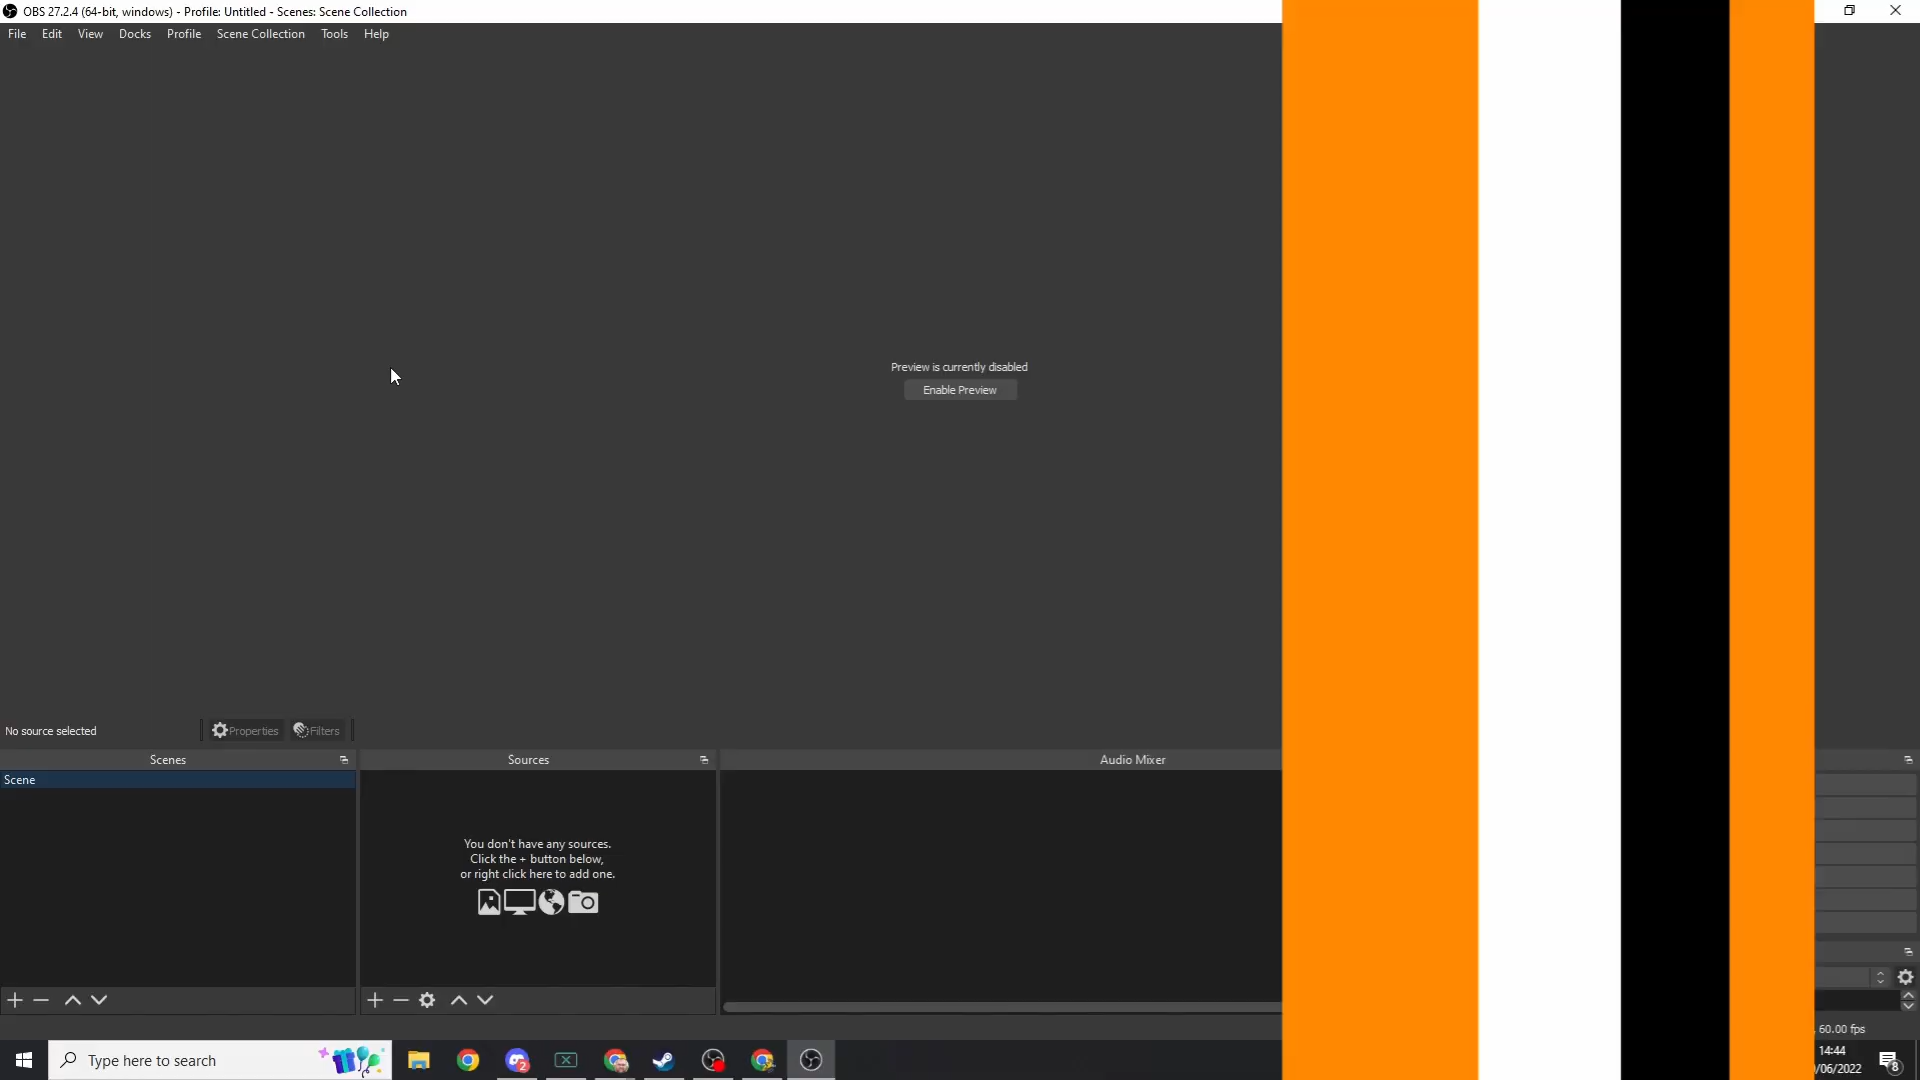 OBS 27.2.4 (64-bit, windows) - Profile: Untitled - Scenes: Scene Collection
File Edit View Docks Profile Scene Collection Tools Help
Preview is currently disabled
Enable Preview
No source selected Properties Filters
Scenes Sources Audio Mixer
Scene
You don't have any sources.
Click the + button below,
or right click here to add one.
60.00 fps
Type here to search
2
14:44
/06/2022
8